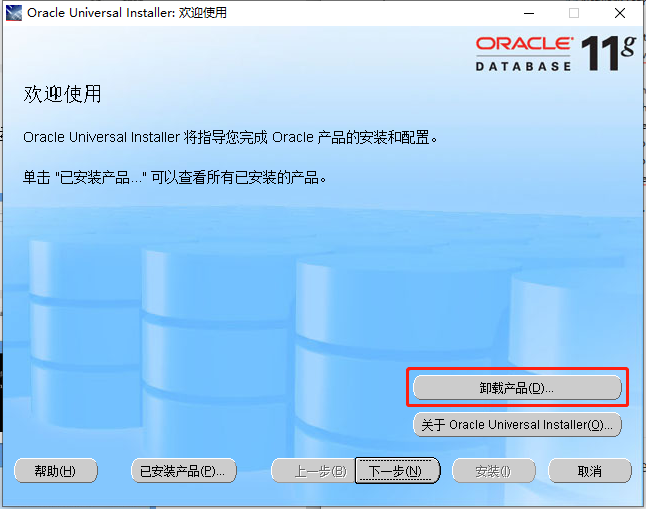 Oracle Universal Installer: 欢迎使用
ORACLE
DATABASE 11g
欢迎使用
Oracle Universal Installer 将指导您完成 Oracle 产品的安装和配置。
单击 "已安装产品..." 可以查看所有已安装的产品。
卸载产品(D)...
关于 Oracle Universal Installer(O)...
帮助(H) 已安装产品(P)... 上一步(B) 下一步(N) 安装(I) 取消